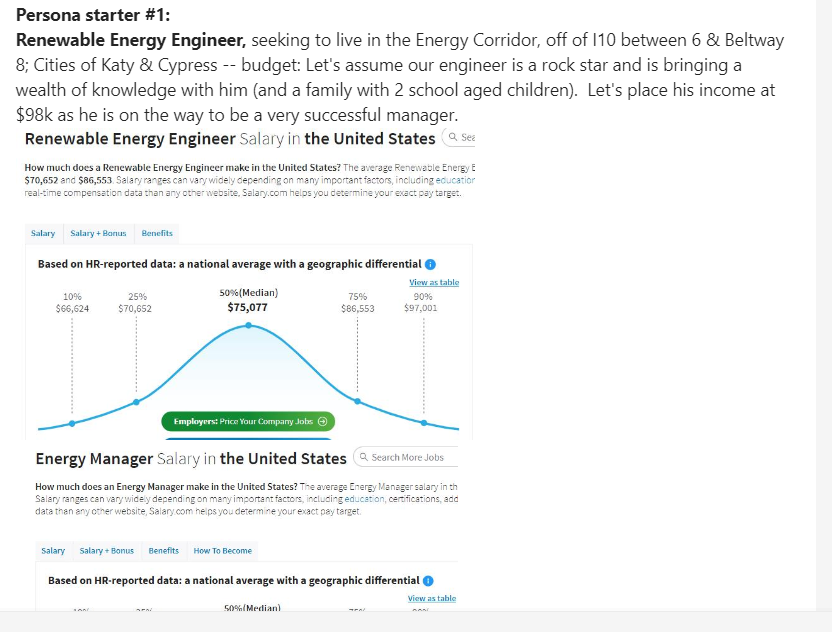 Persona starter #1:
Renewable Energy Engineer, seeking to live in the Energy Corridor, off of I10 between 6 & Beltway
8; Cities of Katy & Cypress -- budget: Let's assume our engineer is a rock star and is bringing a
wealth of knowledge with him (and a family with 2 school aged children).  Let's place his income at
$98k as he is on the way to be a very successful manager.
Renewable Energy Engineer Salary in the United States
How much does a Renewable Energy Engineer make in the United States? The average Renewable Energy E
$70,652 and $86,553. Salary ranges can vary widely depending on many important factors, including education
real-time compensation data than any other website, Salary.com helps you determine your exact pay target.
Salary Salary + Bonus Benefits
Based on HR-reported data: a national average with a geographic differential
View as table
10% 25% 50%(Median) 75% 90%
$66,624 $70,652 $75,077 $86,553 $97,001
Employers: Price Your Company Jobs
Energy Manager Salary in the United States Search More Jobs
How much does an Energy Manager make in the United States? The average Energy Manager salary in th
Salary ranges can vary widely depending on many important factors, including education, certifications, add
data than any other website, Salary.com helps you determine your exact pay target.
Salary Salary + Bonus Benefits How To Become
Based on HR-reported data: a national average with a geographic differential
View as table
50%(Median)